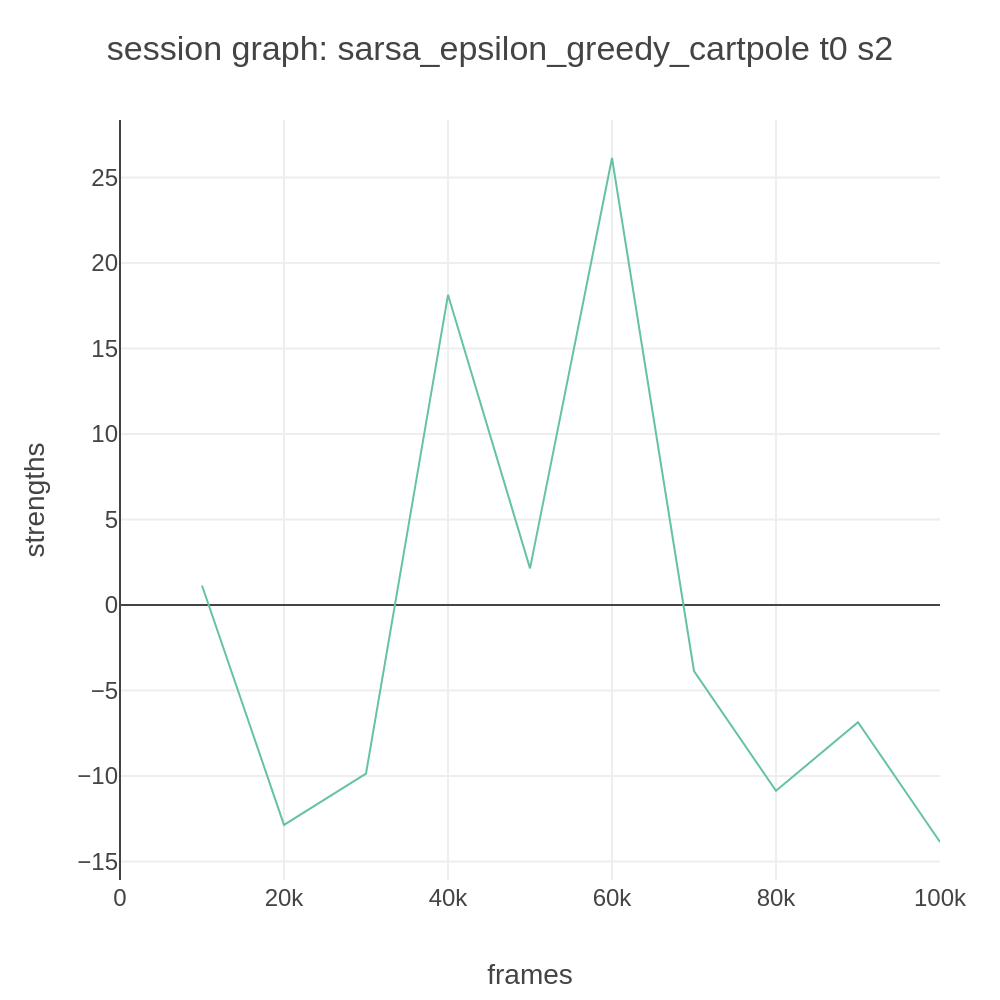 session graph: sarsa_epsilon_greedy_cartpole t0 s2
25
20
15
10
5
0
−5
−10
−15
strengths
0
20k
40k
60k
80k
100k
frames